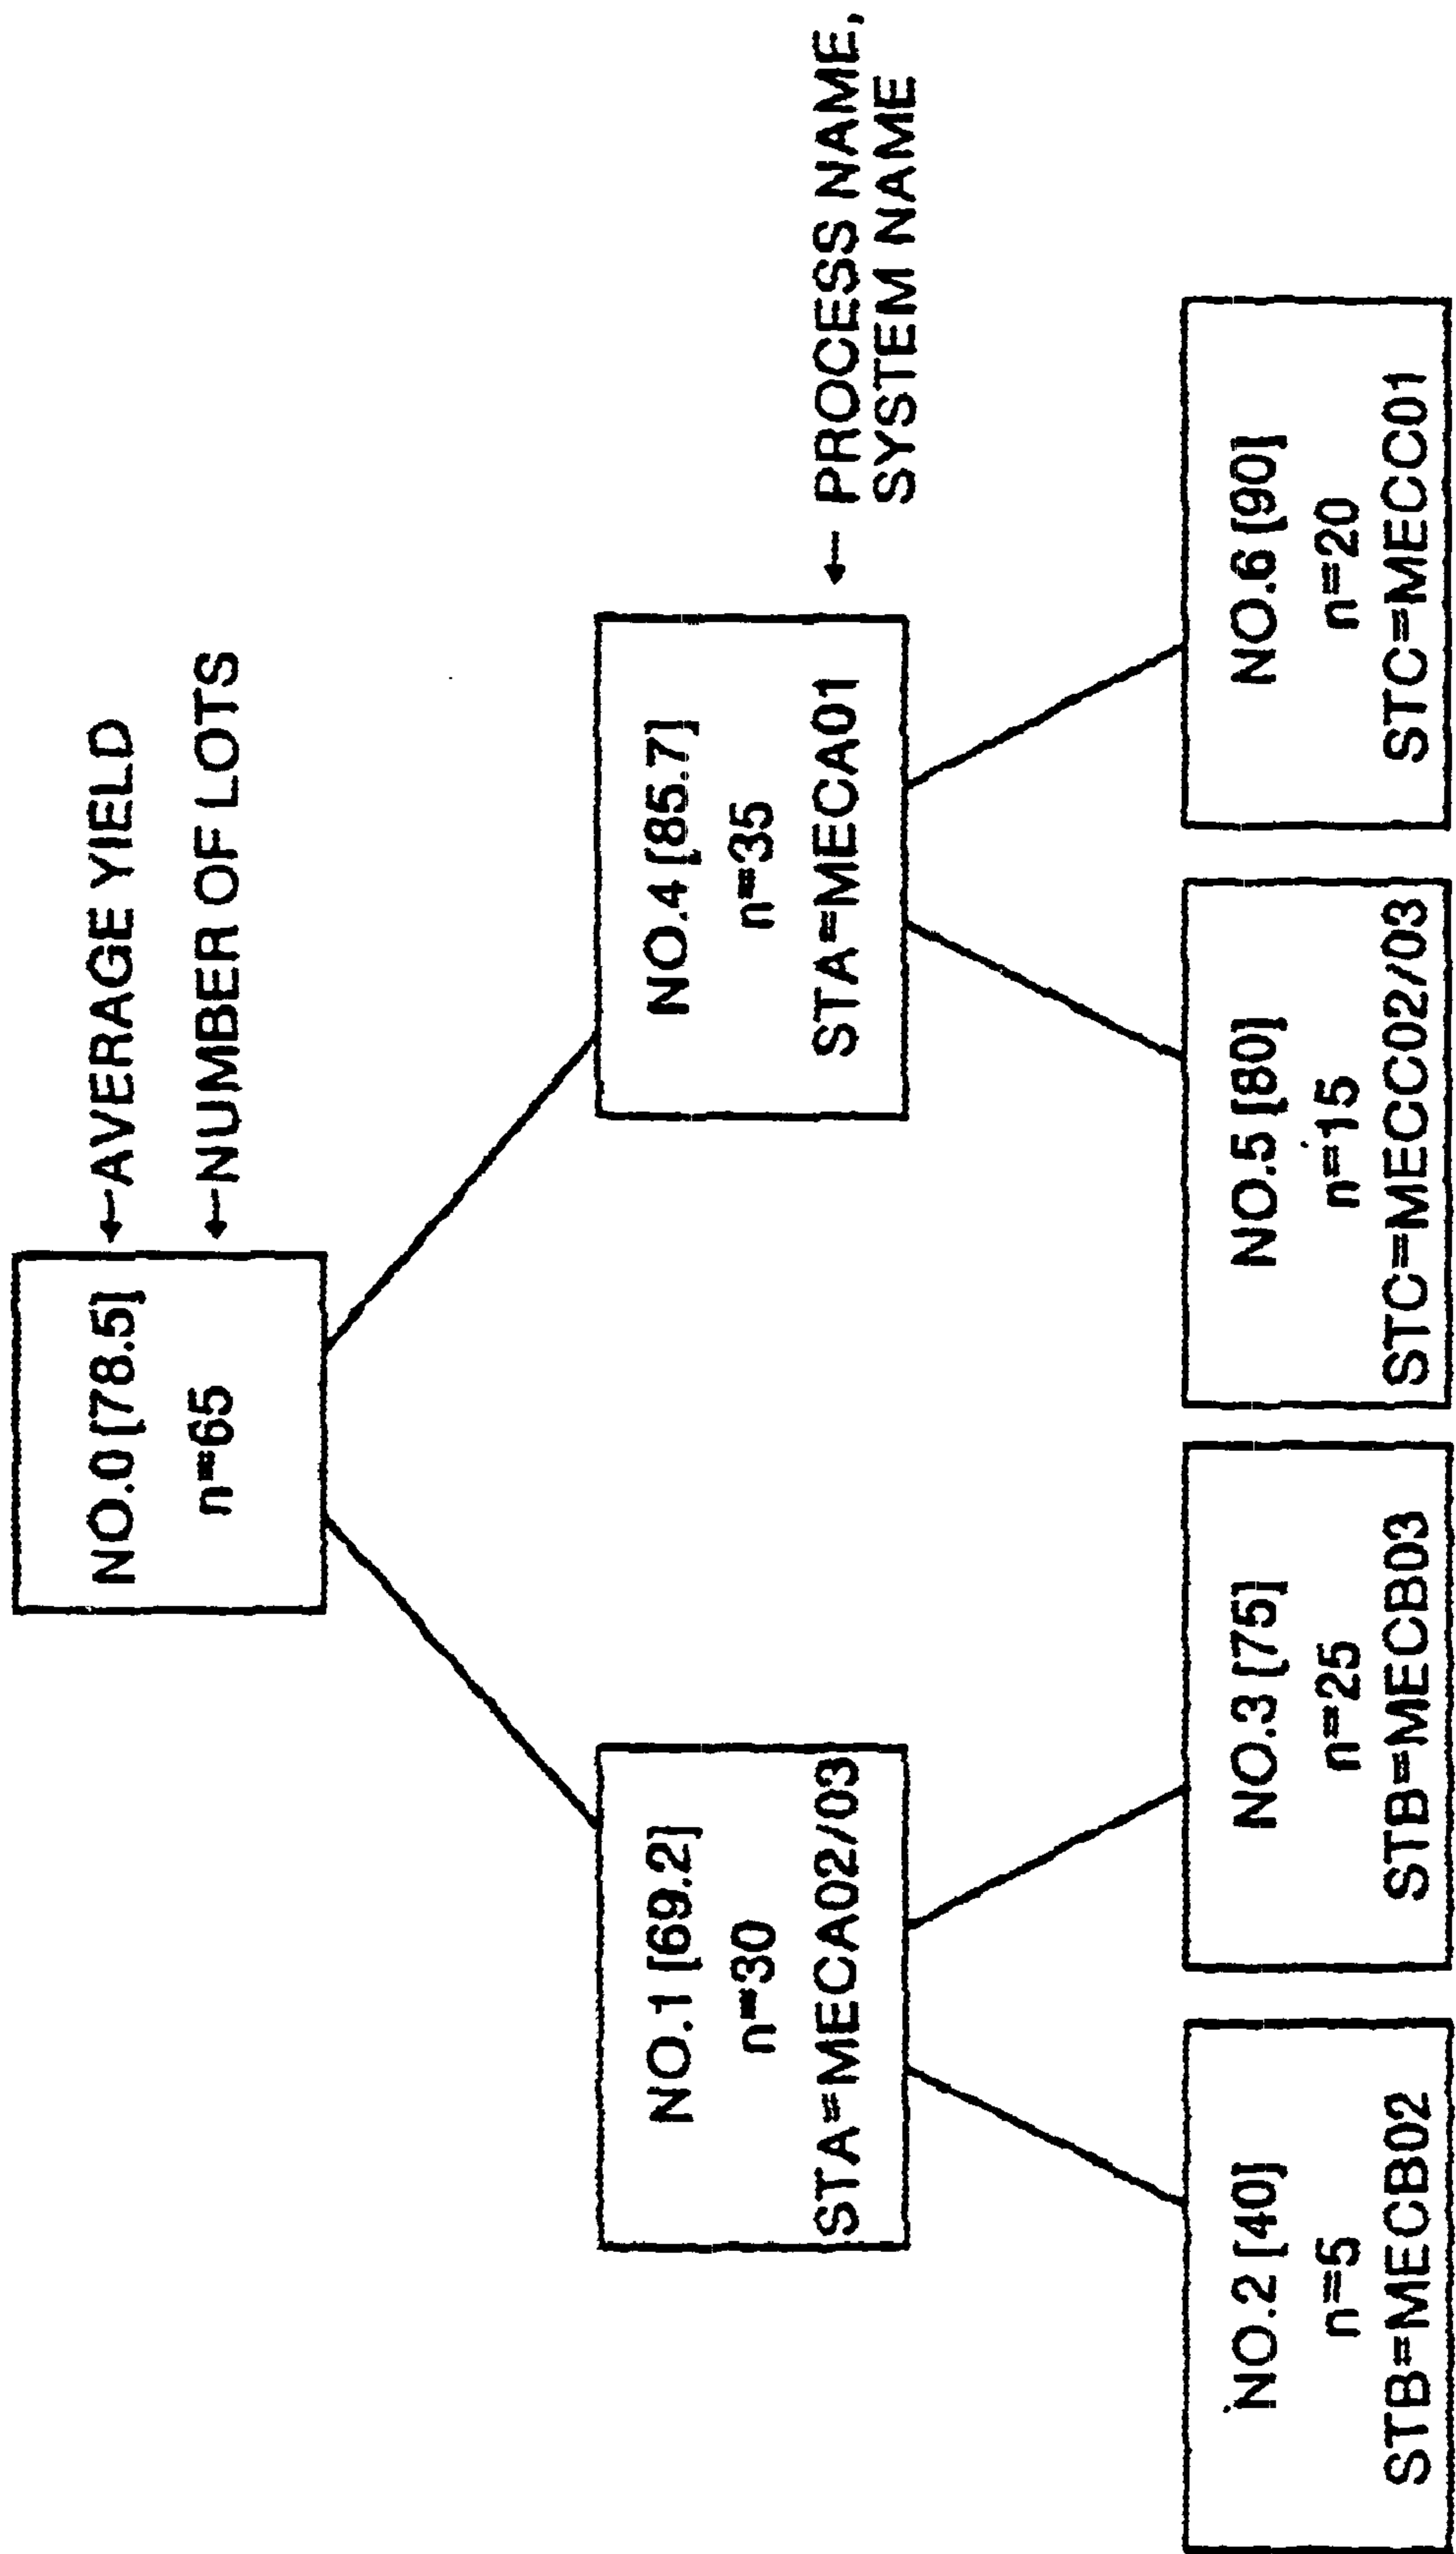 NO.0 [78.5]
n=65
←AVERAGE YIELD
←NUMBER OF LOTS
NO.1 [69.2]
n=30
STA=MECA02/03
NO.4 [85.7]
n=35
STA=MECA01
← PROCESS NAME,
SYSTEM NAME
NO.2 [40]
n=5
STB=MECB02
NO.3 [75]
n=25
STB=MECB03
NO.5 [80]
n=15
STC=MECC02/03
NO.6 [90]
n=20
STC=MECC01